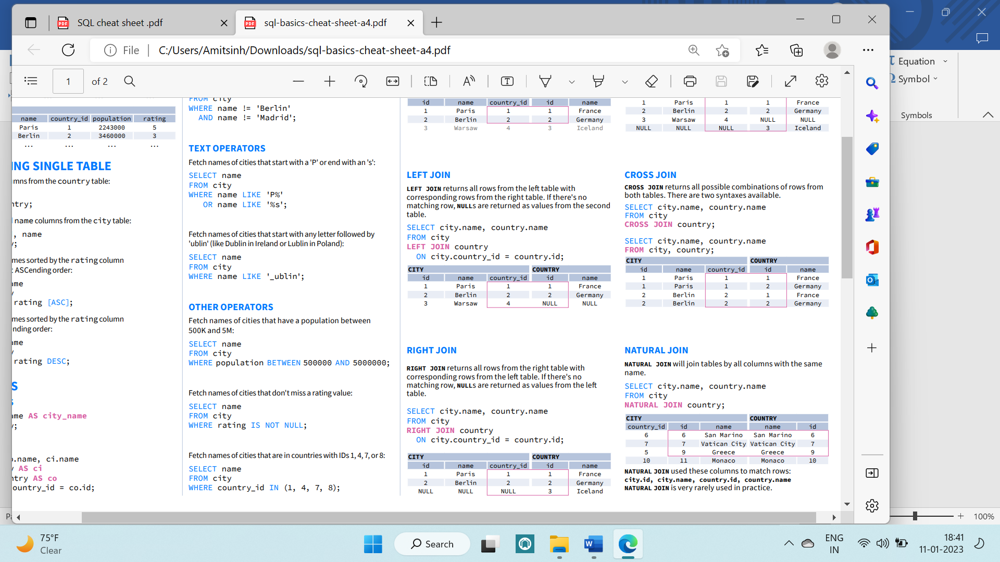 SQL cheat sheet .pdf
sql-basics-cheat-sheet-a4.pdf
File
C:/Users/Amitsinh/Downloads/sql-basics-cheat-sheet-a4.pdf
1 of 2
Equation
Symbol
Symbols
name country_id population rating
Paris 1 2243000 5
Berlin 2 3460000 3
... ... ... ...
NG SINGLE TABLE
mns from the country table:
ntry;
name columns from the city table:
, name
;
mes sorted by the rating column
ASCending order:
me
rating [ASC];
mes sorted by the rating column
nding order:
me
rating DESC;
S
me AS city_name
;
.name, ci.name
AS ci
ntry AS co
ountry_id = co.id;
FROM city
WHERE name != 'Berlin'
AND name != 'Madrid';
TEXT OPERATORS
Fetch names of cities that start with a 'P' or end with an 's':
SELECT name
FROM city
WHERE name LIKE 'P%'
OR name LIKE '%s';
Fetch names of cities that start with any letter followed by
'ublin' (like Dublin in Ireland or Lublin in Poland):
SELECT name
FROM city
WHERE name LIKE '_ublin';
OTHER OPERATORS
Fetch names of cities that have a population between
500K and 5M:
SELECT name
FROM city
WHERE population BETWEEN 500000 AND 5000000;
Fetch names of cities that don't miss a rating value:
SELECT name
FROM city
WHERE rating IS NOT NULL;
Fetch names of cities that are in countries with IDs 1, 4, 7, or 8:
SELECT name
FROM city
WHERE country_id IN (1, 4, 7, 8);
id name country_id id name
1 Paris 1 1 France
2 Berlin 2 2 Germany
3 Warsaw 4 3 Iceland
LEFT JOIN
LEFT JOIN returns all rows from the left table with
corresponding rows from the right table. If there's no
matching row, NULLs are returned as values from the second
table.
SELECT city.name, country.name
FROM city
LEFT JOIN country
ON city.country_id = country.id;
CITY COUNTRY
id name country_id id name
1 Paris 1 1 France
2 Berlin 2 2 Germany
3 Warsaw 4 NULL NULL
RIGHT JOIN
RIGHT JOIN returns all rows from the right table with
corresponding rows from the left table. If there's no
matching row, NULLs are returned as values from the left
table.
SELECT city.name, country.name
FROM city
RIGHT JOIN country
ON city.country_id = country.id;
CITY COUNTRY
id name country_id id name
1 Paris 1 1 France
2 Berlin 2 2 Germany
NULL NULL NULL 3 Iceland
1 Paris 1 1 France
2 Berlin 2 2 Germany
3 Warsaw 4 NULL NULL
NULL NULL NULL 3 Iceland
CROSS JOIN
CROSS JOIN returns all possible combinations of rows from
both tables. There are two syntaxes available.
SELECT city.name, country.name
FROM city
CROSS JOIN country;
SELECT city.name, country.name
FROM city, country;
CITY COUNTRY
id name country_id id name
1 Paris 1 1 France
1 Paris 1 2 Germany
2 Berlin 2 1 France
2 Berlin 2 2 Germany
NATURAL JOIN
NATURAL JOIN will join tables by all columns with the same
name.
SELECT city.name, country.name
FROM city
NATURAL JOIN country;
CITY COUNTRY
country_id id name name id
6 6 San Marino San Marino 6
7 7 Vatican City Vatican City 7
5 9 Greece Greece 9
10 11 Monaco Monaco 10
NATURAL JOIN used these columns to match rows:
city.id, city.name, country.id, country.name
NATURAL JOIN is very rarely used in practice.
100%
75°F
Clear
Search
ENG
IN
18:41
11-01-2023